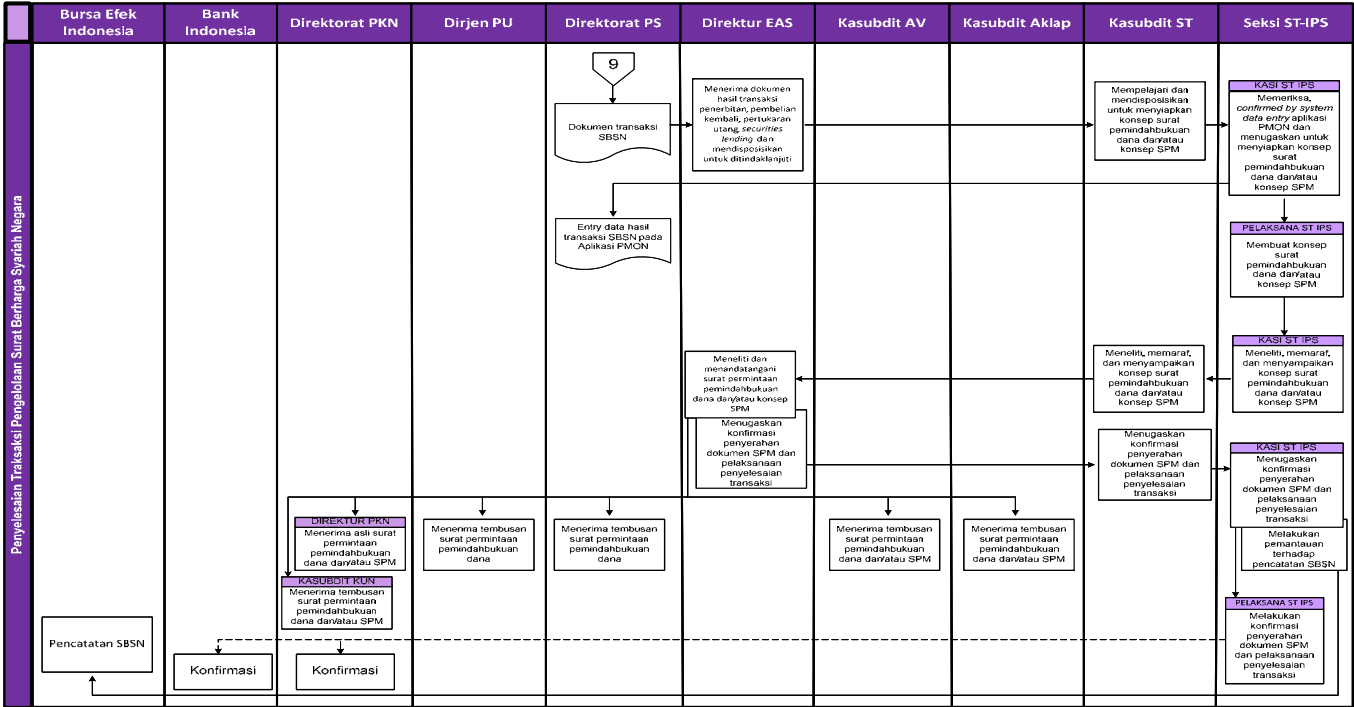 Bursa Efek
Indonesia
Bank
Indonesia
Direktorat PKN
Dirjen PU
Direktorat PS
Direktur EAS
Kasubdit AV
Kasubdit Aklap
Kasubdit ST
Seksi ST-IPS
Penyelesaian Traksaksi Pengelolaan Surat Berharga Syariah Negara
9
Dokumen transaksi
SBSN
Menerima dokumen
hasil transaksi
penerbitan, pembelian
kembali, pertukaran
utang, securities
lending dan
mendisposisikan
untuk ditindaklanjuti
Mempelajari dan
mendisposisikan
untuk menyiapkan
konsep surat
pemindahbukuan
dana dan/atau
konsep SPM
KASI ST IPS
Memeriksa,
confirmed by system
data entry aplikasi
PMON dan
menugaskan untuk
menyiapkan konsep
surat
pemindahbukuan
dana dan/atau
konsep SPM
Entry data hasil
transaksi SBSN pada
Aplikasi PMON
PELAKSANA ST IPS
Membuat konsep
surat
pemindahbukuan
dana dan/atau
konsep SPM
Meneliti dan
menandatangani
surat permintaan
pemindahbukuan
dana dan/atau konsep
SPM
Meneliti, memaraf,
dan menyampaikan
konsep surat
pemindahbukuan
dana dan/atau
konsep SPM
KASI ST IPS
Meneliti, memaraf,
dan menyampaikan
konsep surat
pemindahbukuan
dana dan/atau
konsep SPM
Menugaskan
konfirmasi
penyerahan
dokumen SPM dan
pelaksanaan
penyelesaian
transaksi
Menugaskan
konfirmasi
penyerahan
dokumen SPM dan
pelaksanaan
penyelesaian
transaksi
KASI ST IPS
Menugaskan
konfirmasi
penyerahan
dokumen SPM dan
pelaksanaan
penyelesaian
transaksi
Melakukan
pemantauan
terhadap
pencatatan SBSN
DIREKTUR PKN
Menerima asli surat
permintaan
pemindahbukuan
dana dan/atau SPM
KASUBDIT KUN
Menerima tembusan
surat permintaan
pemindahbukuan
dana dan/atau SPM
Menerima tembusan
surat permintaan
pemindahbukuan
dana
Menerima tembusan
surat permintaan
pemindahbukuan
dana
Menerima tembusan
surat permintaan
pemindahbukuan
dana dan/atau SPM
Menerima tembusan
surat permintaan
pemindahbukuan
dana dan/atau SPM
PELAKSANA ST IPS
Melakukan
konfirmasi
penyerahan
dokumen SPM
dan pelaksanaan
penyelesaian
transaksi
Pencatatan SBSN
Konfirmasi
Konfirmasi